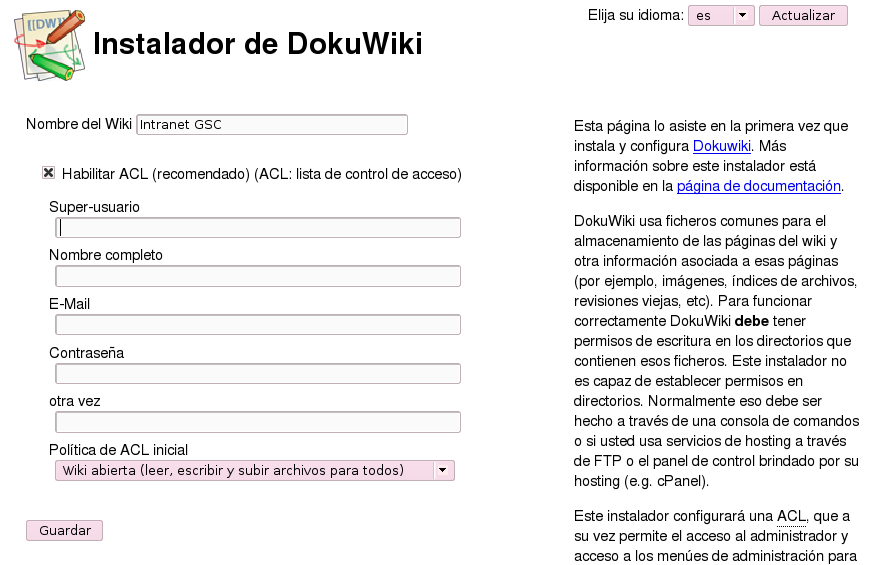 [[DW]]
Instalador de DokuWiki
Elija su idioma: es Actualizar
Nombre del Wiki Intranet GSC
Habilitar ACL (recomendado) (ACL: lista de control de acceso)
Super-usuario
Nombre completo
E-Mail
Contraseña
otra vez
Política de ACL inicial
Wiki abierta (leer, escribir y subir archivos para todos)
Guardar
Esta página lo asiste en la primera vez que
instala y configura Dokuwiki. Más
información sobre este instalador está
disponible en la página de documentación.
DokuWiki usa ficheros comunes para el
almacenamiento de las páginas del wiki y
otra información asociada a esas páginas
(por ejemplo, imágenes, índices de archivos,
revisiones viejas, etc). Para funcionar
correctamente DokuWiki debe tener
permisos de escritura en los directorios que
contienen esos ficheros. Este instalador no
es capaz de establecer permisos en
directorios. Normalmente eso debe ser
hecho a través de una consola de comandos
o si usted usa servicios de hosting a través
de FTP o el panel de control brindado por su
hosting (e.g. cPanel).
Este instalador configurará una ACL, que a
su vez permite el acceso al administrador y
acceso a los menúes de administración para